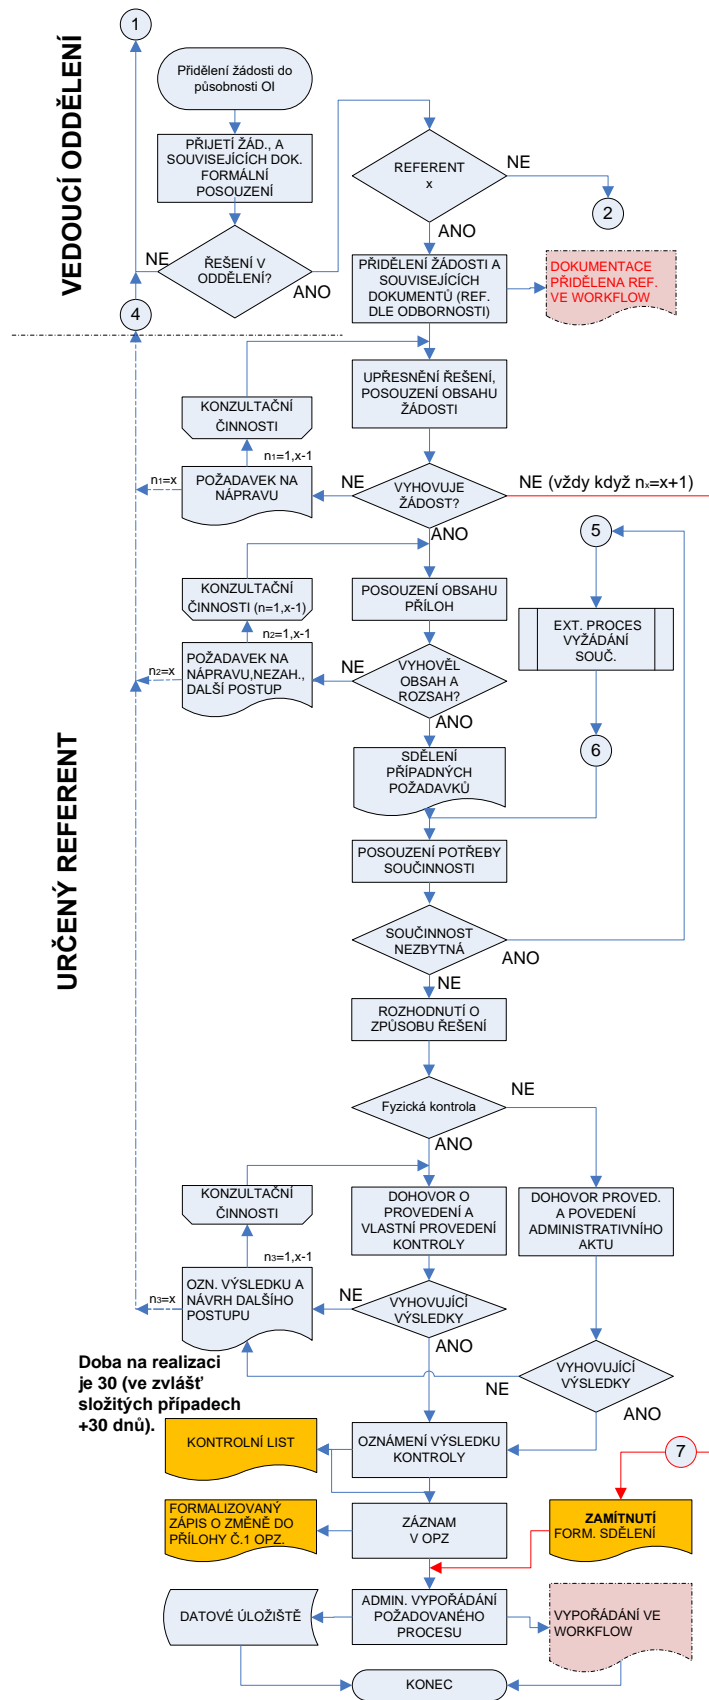 VEDOUCÍ ODDĚLENÍ
1
Přidělení žádosti do
působnosti OI
PŘIJETÍ ŽÁD., A
SOUVISEJÍCÍCH DOK.
FORMÁLNÍ
POSOUZENÍ
REFERENT
x
NE
2
ANO
NE
ŘEŠENÍ V
ODDĚLENÍ?
ANO
PŘIDĚLENÍ ŽÁDOSTI A
SOUVISEJÍCÍCH
DOKUMENTŮ (REF.
DLE ODBORNOSTI)
DOKUMENTACE
PŘIDĚLENA REF.
VE WORKFLOW
4
URČENÝ REFERENT
UPŘESNĚNÍ ŘEŠENÍ,
POSOUZENÍ OBSAHU
ŽÁDOSTI
KONZULTAČNÍ
ČINNOSTI
n1=1,x-1
n1=x
POŽADAVEK NA
NÁPRAVU
NE
VYHOVUJE
ŽÁDOST?
NE (vždy když nx=x+1)
ANO
5
KONZULTAČNÍ
ČINNOSTI (n=1,x-1)
POSOUZENÍ OBSAHU
PŘÍLOH
EXT. PROCES
VYŽÁDÁNÍ
SOUČ.
n2=1,x-1
n2=x
POŽADAVEK NA
NÁPRAVU,NEZAH.,
DALŠÍ POSTUP
NE
VYHOVĚL
OBSAH A
ROZSAH?
ANO
6
SDĚLENÍ
PŘÍPADNÝCH
POŽADAVKŮ
POSOUZENÍ POTŘEBY
SOUČINNOSTI
SOUČINNOST
NEZBYTNÁ
ANO
NE
ROZHODNUTÍ O
ZPŮSOBU ŘEŠENÍ
Fyzická kontrola
NE
ANO
KONZULTAČNÍ
ČINNOSTI
DOHOVOR O
PROVEDENÍ A
VLASTNÍ PROVEDENÍ
KONTROLY
DOHOVOR PROVED.
A POVEDENÍ
ADMINISTRATIVNÍHO
AKTU
n3=1,x-1
n3=x
OZN. VÝSLEDKU A
NÁVRH DALŠÍHO
POSTUPU
NE
VYHOVUJÍCÍ
VÝSLEDKY
ANO
VYHOVUJÍCÍ
VÝSLEDKY
NE
ANO
Doba na realizaci
je 30 (ve zvlášť
složitých případech
+30 dnů).
KONTROLNÍ LIST
OZNÁMENÍ VÝSLEDKU
KONTROLY
7
FORMALIZOVANÝ
ZÁPIS O ZMĚNĚ DO
PŘÍLOHY Č.1 OPZ.
ZÁZNAM
V OPZ
ZAMÍTNUTÍ
FORM. SDĚLENÍ
DATOVÉ ÚLOŽIŠTĚ
ADMIN. VYPOŘÁDÁNÍ
POŽADOVANÉHO
PROCESU
VYPOŘÁDÁNÍ VE
WORKFLOW
KONEC